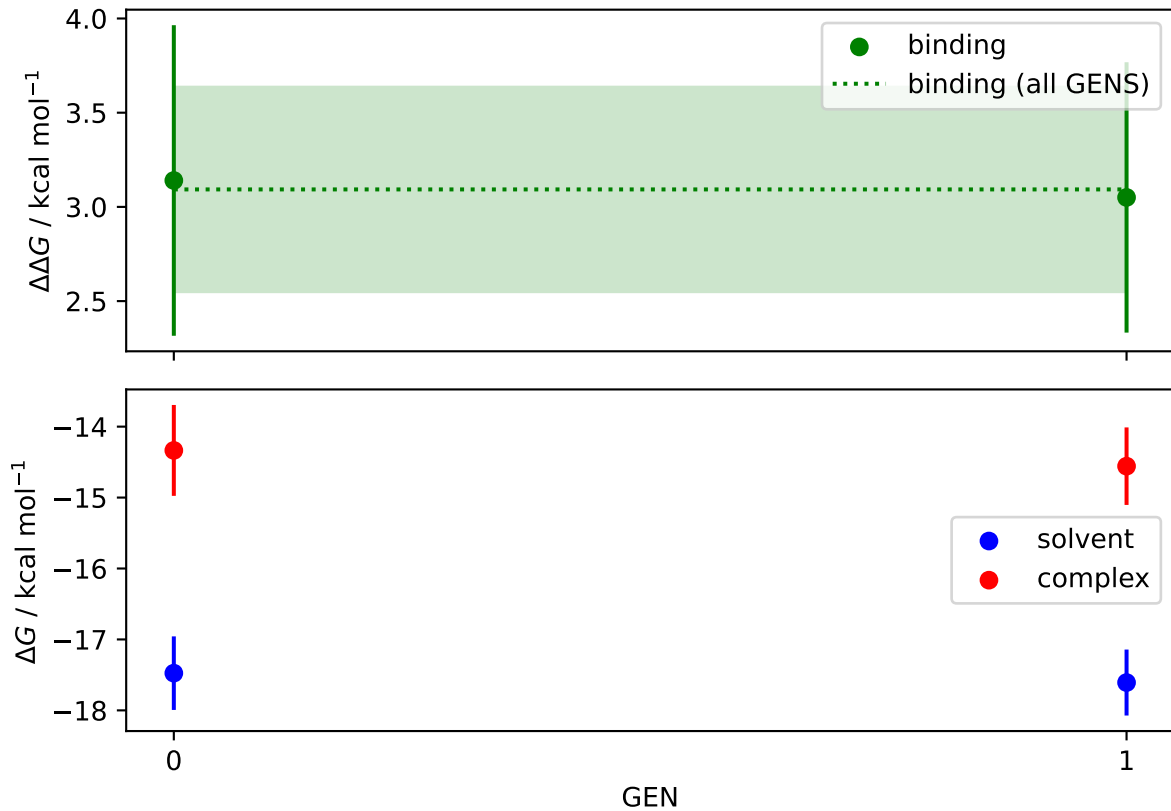 4.0
3.5
3.0
2.5
ΔΔG / kcal mol⁻¹
binding
binding (all GENS)
−14
−15
−16
−17
−18
ΔG / kcal mol⁻¹
solvent
complex
0
1
GEN